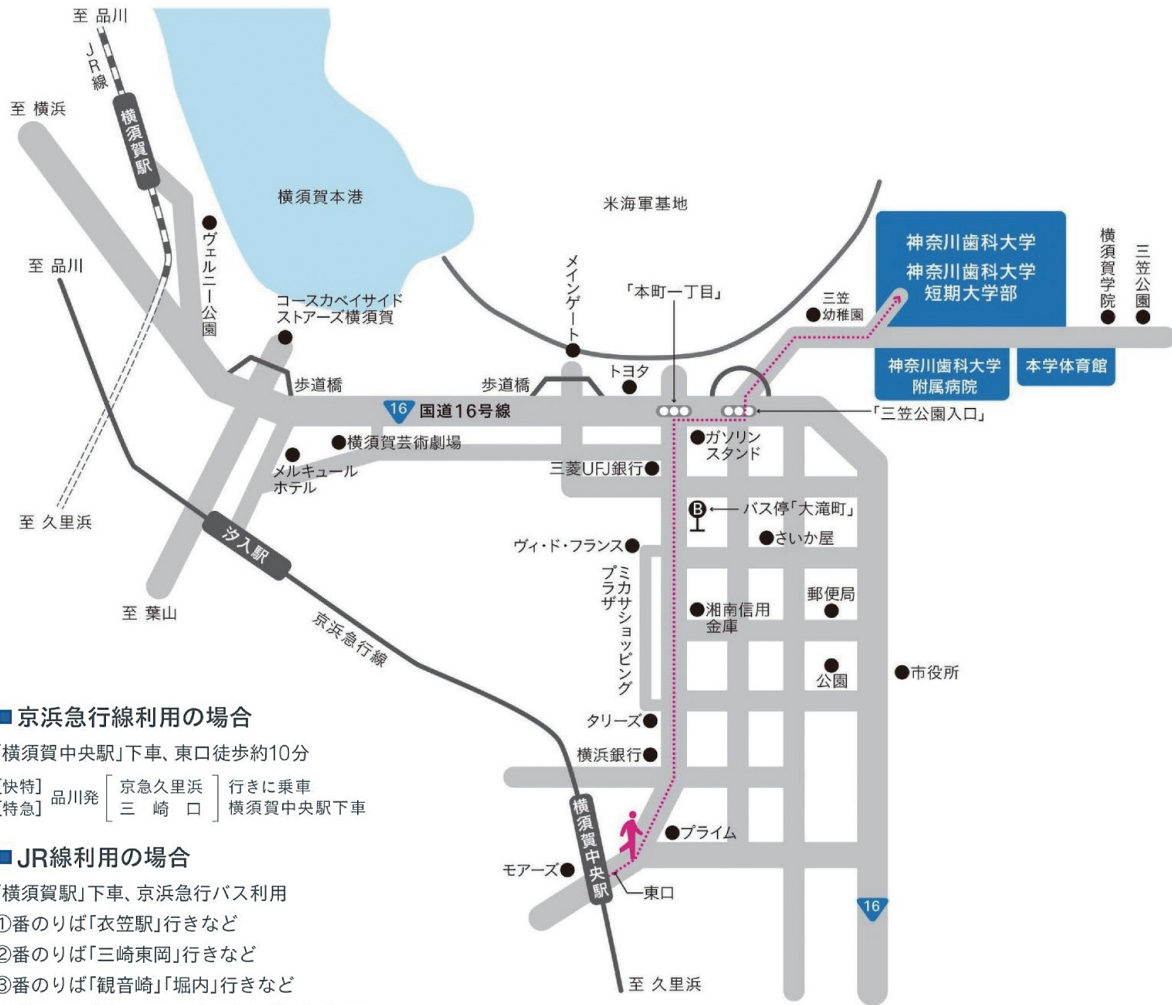 至 品川
JR線
至 横浜
横須賀駅
横須賀本港
米海軍基地
神奈川歯科大学
神奈川歯科大学
短期大学部
横須賀学院
三笠公園
至 品川
ヴェルニー公園
コースカベイサイド
ストアーズ横須賀
メインゲート
「本町一丁目」
三笠
幼稚園
歩道橋
歩道橋
トヨタ
神奈川歯科大学
附属病院
本学体育館
16 国道16号線
「三笠公園入口」
横須賀芸術劇場
メルキュール
ホテル
三菱UFJ銀行
ガソリン
スタンド
至 久里浜
汐入駅
B
バス停「大滝町」
ヴィ・ド・フランス
さいか屋
至 葉山
京浜急行線
ミカサショッピング
プラザ
湘南信用
金庫
郵便局
公園
市役所
タリーズ
横浜銀行
横須賀中央駅
プライム
モアーズ
東口
16
至 久里浜
■京浜急行線利用の場合
「横須賀中央駅」下車、東口徒歩約10分
[快特] 品川発 京急久里浜 行きに乗車
[特急] 三崎口 横須賀中央駅下車
■JR線利用の場合
「横須賀駅」下車、京浜急行バス利用
①番のりば「衣笠駅」行きなど
②番のりば「三崎東岡」行きなど
③番のりば「観音崎」「堀内」行きなど